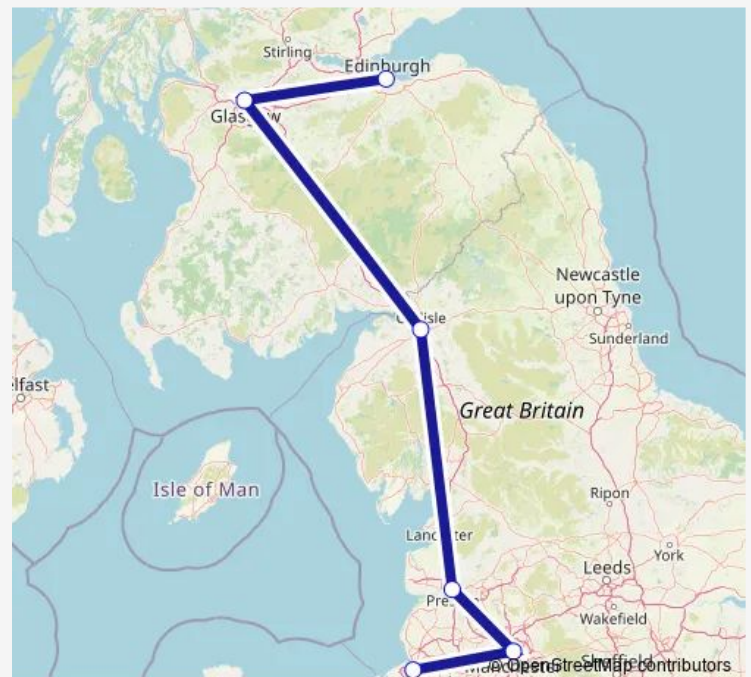 Stirling
Edinburgh
Newcastle
upon Tyne
Sunderland
Great Britain
Isle of Man
Ripon
York
Leeds
Wakefield
© OpenStreetMap contributors